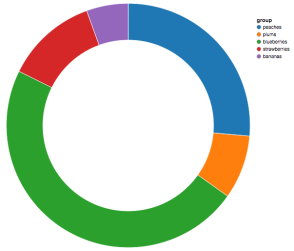 group
peaches
plums
blueberries
strawberries
bananas